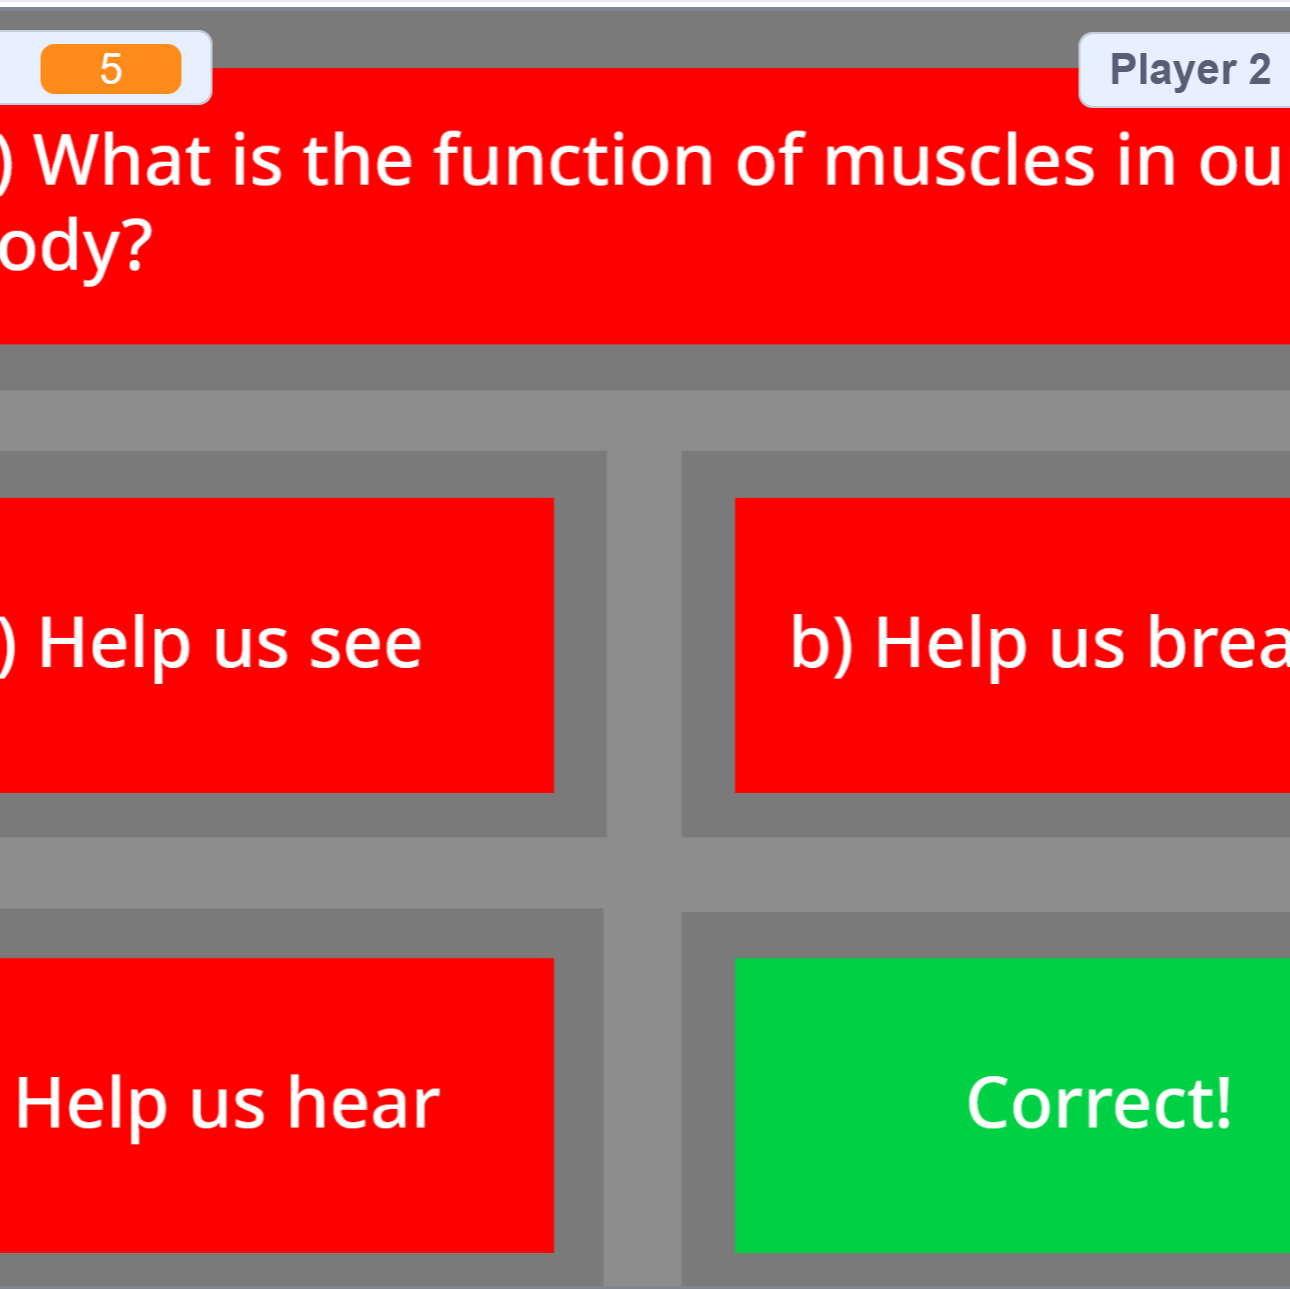 5
Player 2
) What is the function of muscles in ou
ody?
) Help us see
b) Help us brea
Help us hear
Correct!